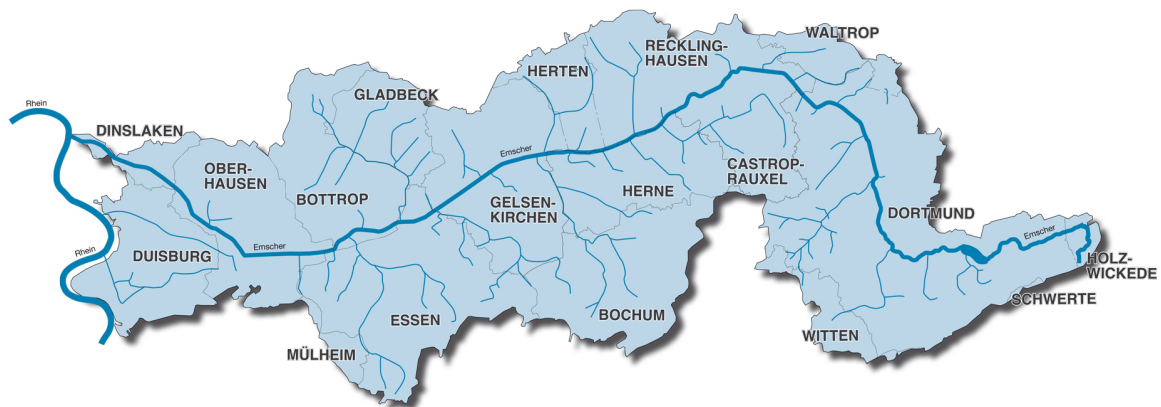 WALTROP
RECKLING-
HAUSEN
HERTEN
GLADBECK
Rhein
DINSLAKEN
Emscher
OBER-
HAUSEN
CASTROP-
RAUXEL
HERNE
BOTTROP
GELSEN-
KIRCHEN
DORTMUND
Emscher
Emscher
Rhein
DUISBURG
HOLZ-
WICKEDE
SCHWERTE
BOCHUM
ESSEN
WITTEN
MÜLHEIM